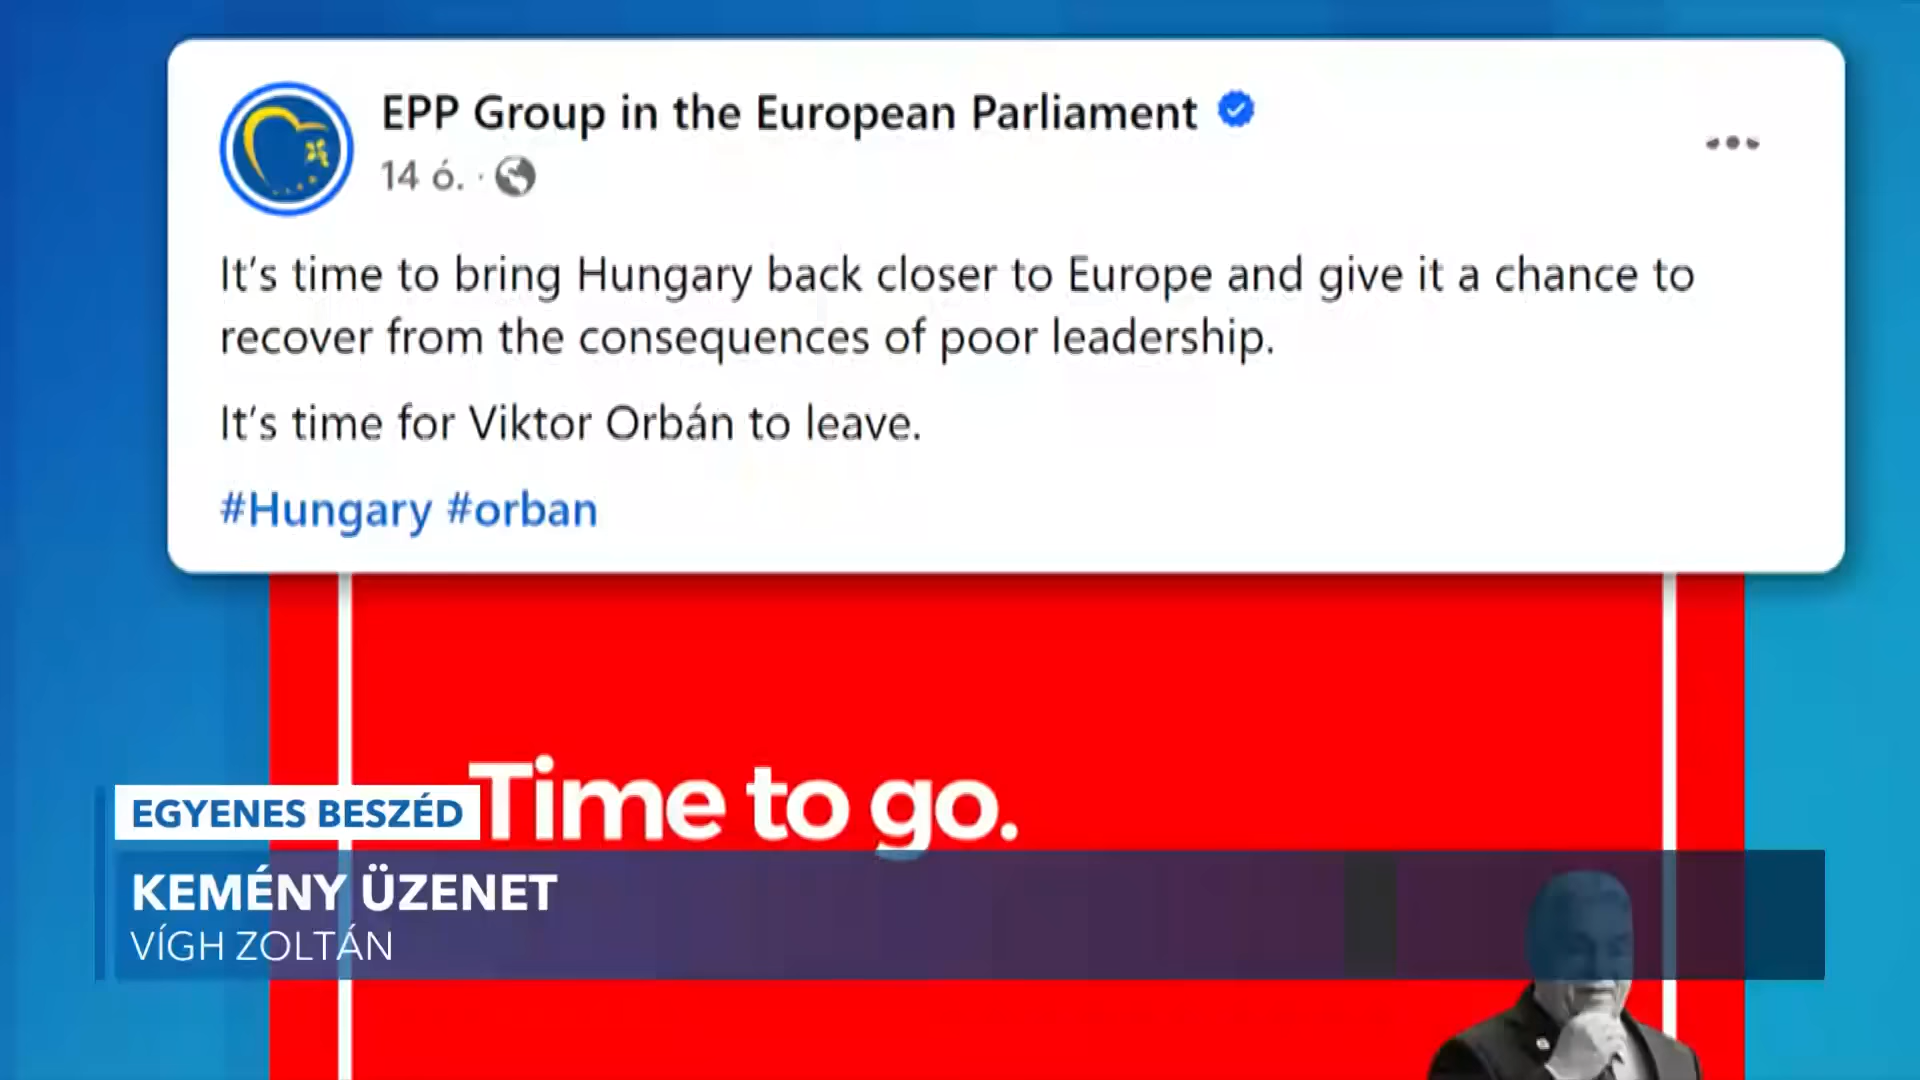 EPP Group in the European Parliament
14 ó. ·
It's time to bring Hungary back closer to Europe and give it a chance to
recover from the consequences of poor leadership.
It's time for Viktor Orbán to leave.
#Hungary #orban
Time to go.
EGYENES BESZÉD
KEMÉNY ÜZENET
VÍGH ZOLTÁN